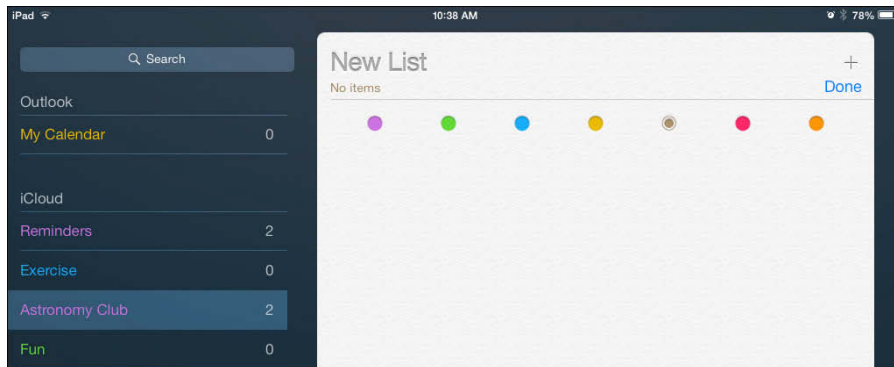 iPad 10:38 AM 78%
Search
Outlook
My Calendar 0
iCloud
Reminders 2
Exercise 0
Astronomy Club 2
Fun 0
New List
No items
Done